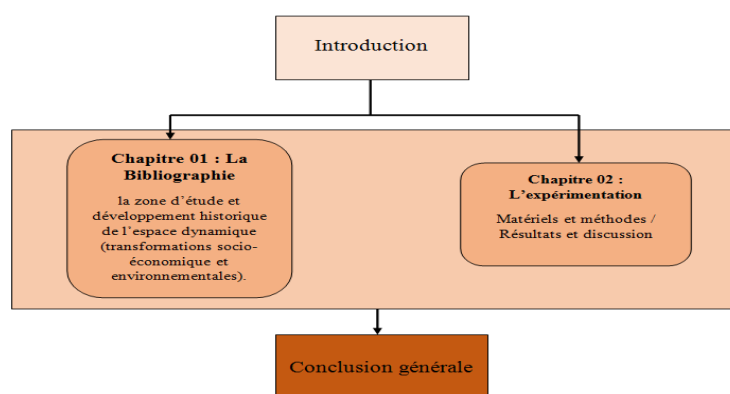 Introduction
Chapitre 01 : La
Bibliographie
la zone d'étude et
développement historique
de l'espace dynamique
(transformations socio-
économique et
environnementales).
Chapitre 02 :
L'expérimentation
Matériels et méthodes /
Résultats et discussion
Conclusion générale